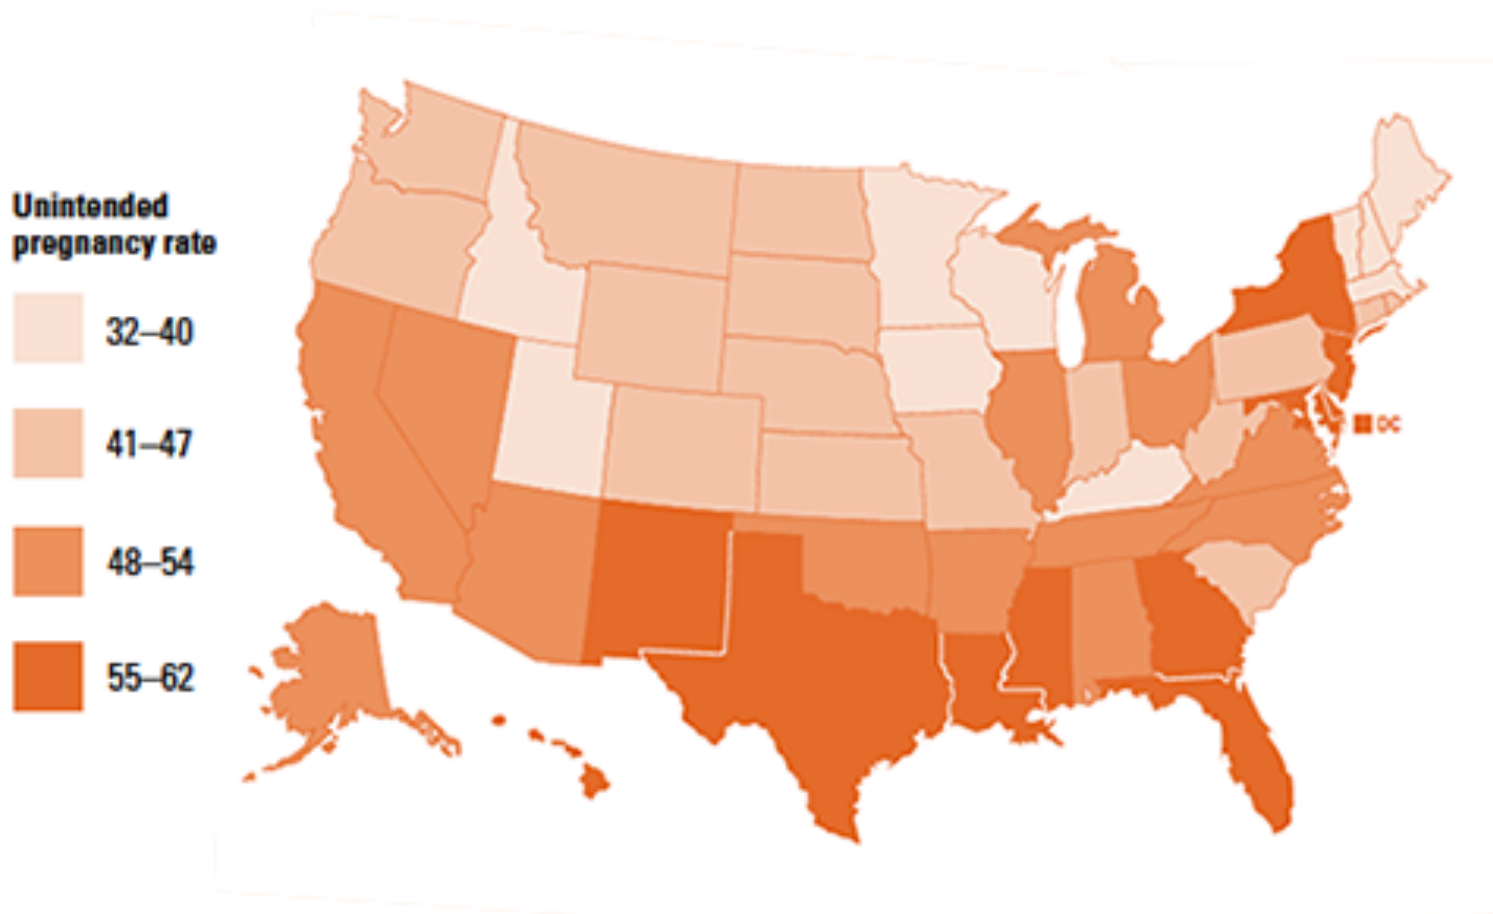 Unintended
pregnancy rate
32–40
41–47
48–54
55–62
DC